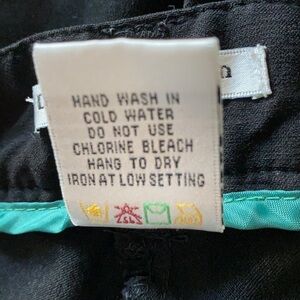 HAND WASH IN
COLD WATER
DO NOT USE
CHLORINE BLEACH
HANG TO DRY
IRON AT LOW SETTING